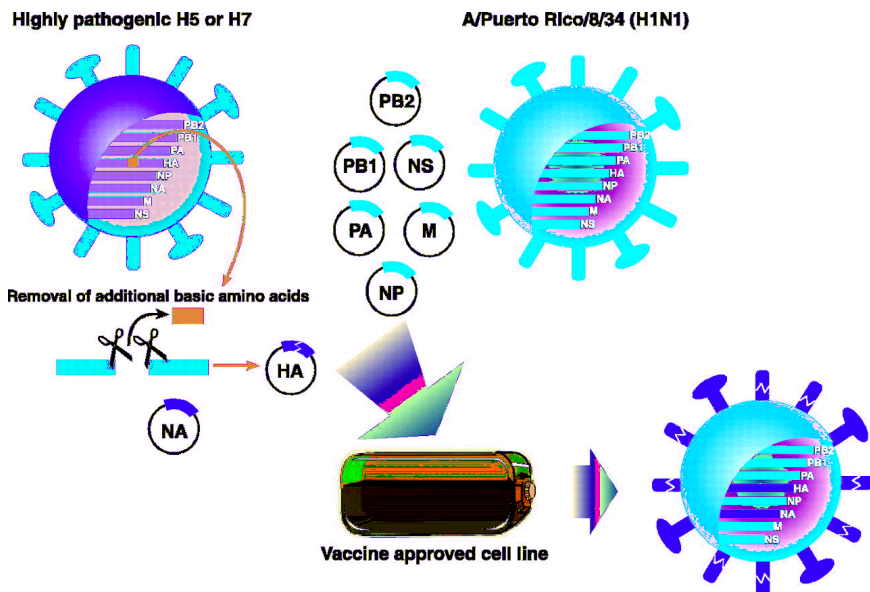 Highly pathogenic H5 or H7
A/Puerto Rico/8/34 (H1N1)
PB2
PB1
PA
HA
NP
NA
M
NS
PB2
PB1
NS
PA
M
NP
PB2
PB1
PA
HA
NP
NA
M
NS
Removal of additional basic amino acids
HA
NA
Vaccine approved cell line
PB2
PB1
PA
HA
NP
NA
M
NS